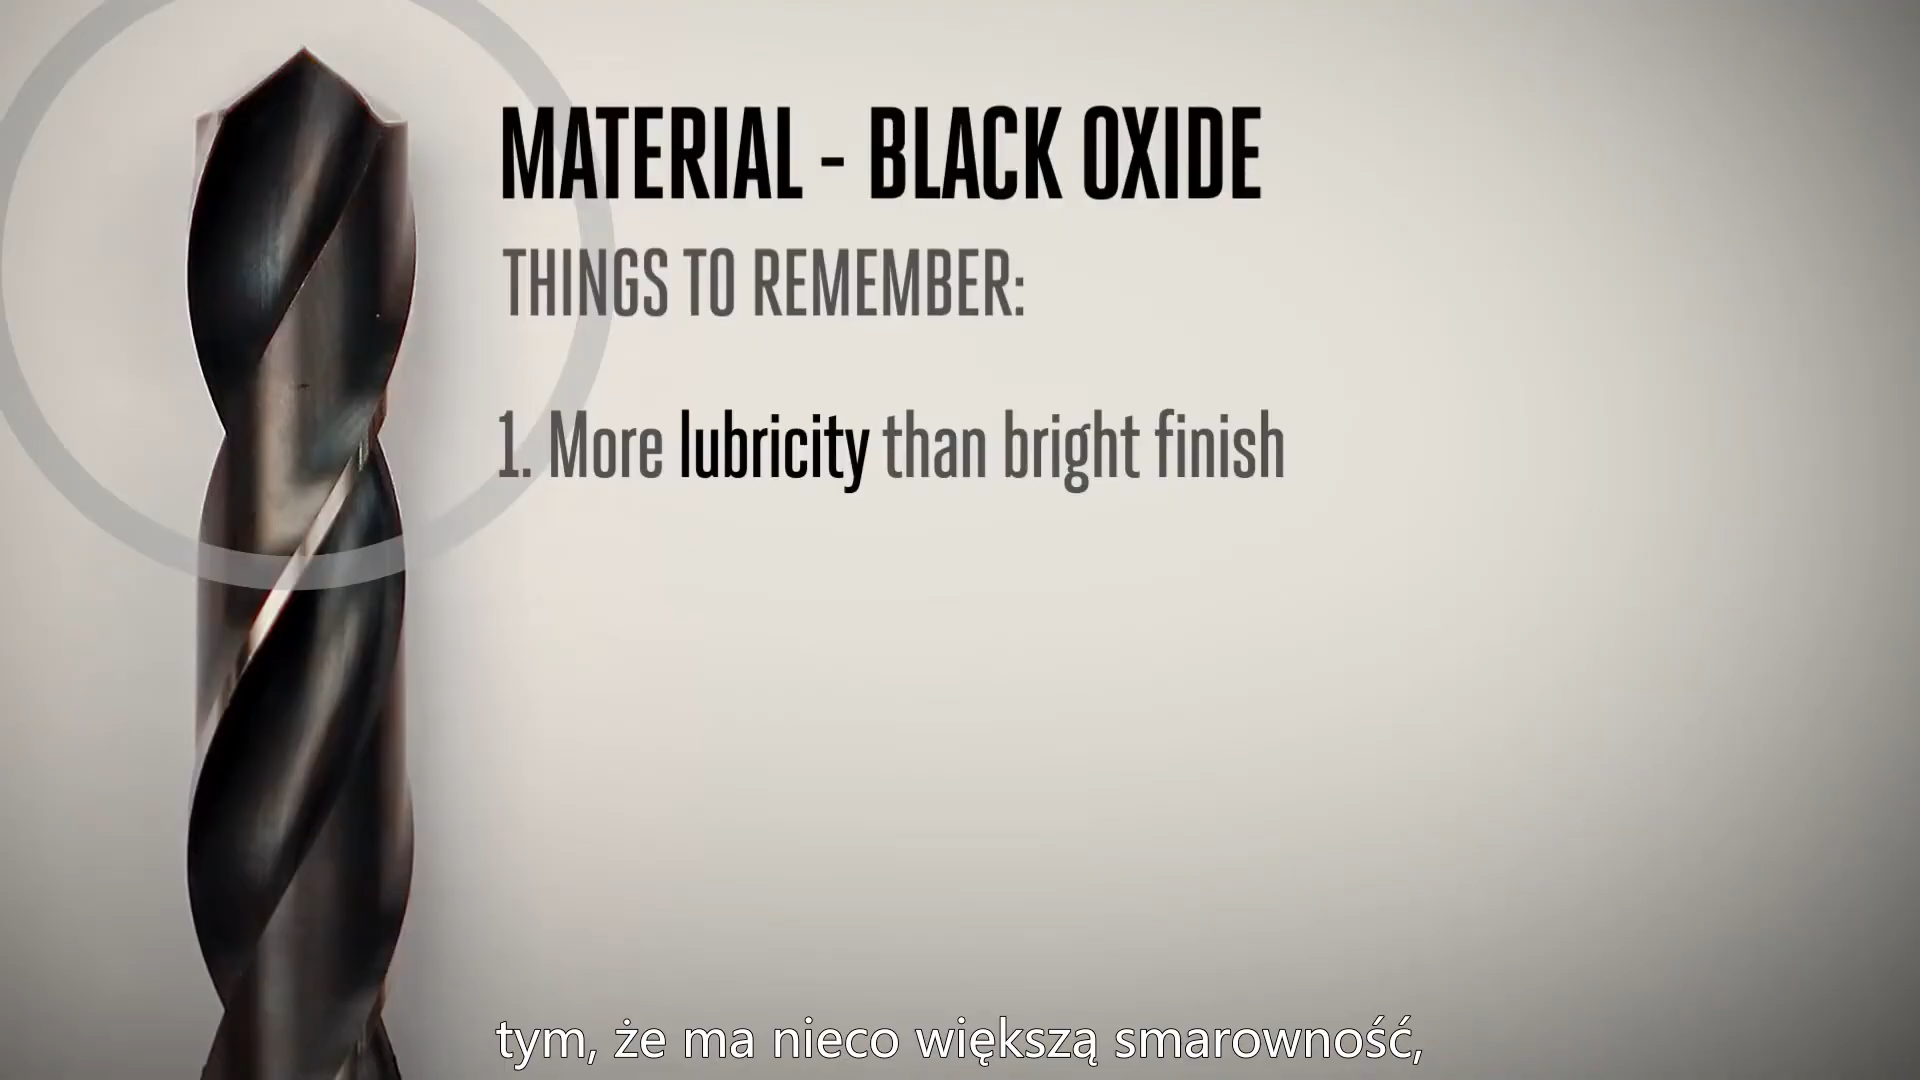 MATERIAL - BLACK OXIDE
THINGS TO REMEMBER:
1. More lubricity than bright finish
tym, że ma nieco większą smarowność,